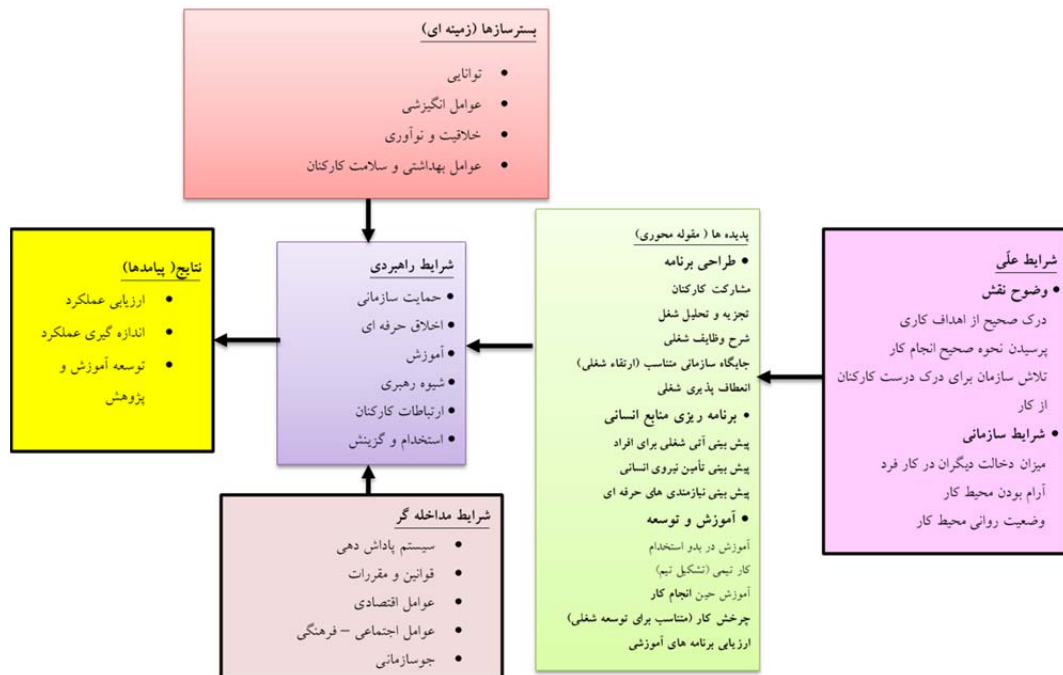 بسترسازها (زمینه ای)
• توانایی
• عوامل انگیزشی
• خلاقیت و نوآوری
• عوامل بهداشتی و سلامت کارکنان
شرایط علّی
• وضوح نقش
درک صحیح از اهداف کاری
پرسیدن نحوه صحیح انجام کار
تلاش سازمان برای درک درست کارکنان
از کار
• شرایط سازمانی
میزان دخالت دیگران در کار فرد
آرام بودن محیط کار
وضعیت روانی محیط کار
پدیده ها ( مقوله محوری)
• طراحی برنامه
مشارکت کارکنان
تجزیه و تحلیل شغل
شرح وظایف شغلی
جایگاه سازمانی متناسب (ارتقاء شغلی)
انعطاف پذیری شغلی
• برنامه ریزی منابع انسانی
پیش بینی آتی شغلی برای افراد
پیش بینی تأمین نیروی انسانی
پیش بینی نیازمندی های حرفه ای
• آموزش و توسعه
آموزش در بدو استخدام
کار تیمی (تشکیل تیم)
آموزش حین انجام کار
چرخش کار (متناسب برای توسعه شغلی)
ارزیابی برنامه های آموزشی
شرایط راهبردی
• حمایت سازمانی
• اخلاق حرفه ای
• آموزش
• شیوه رهبری
• ارتباطات کارکنان
• استخدام و گزینش
نتایج( پیامدها)
• ارزیابی عملکرد
• اندازه گیری عملکرد
• توسعه آموزش و
پژوهش
شرایط مداخله گر
• سیستم پاداش دهی
• قوانین و مقررات
• عوامل اقتصادی
• عوامل اجتماعی – فرهنگی
• جوسازمانی